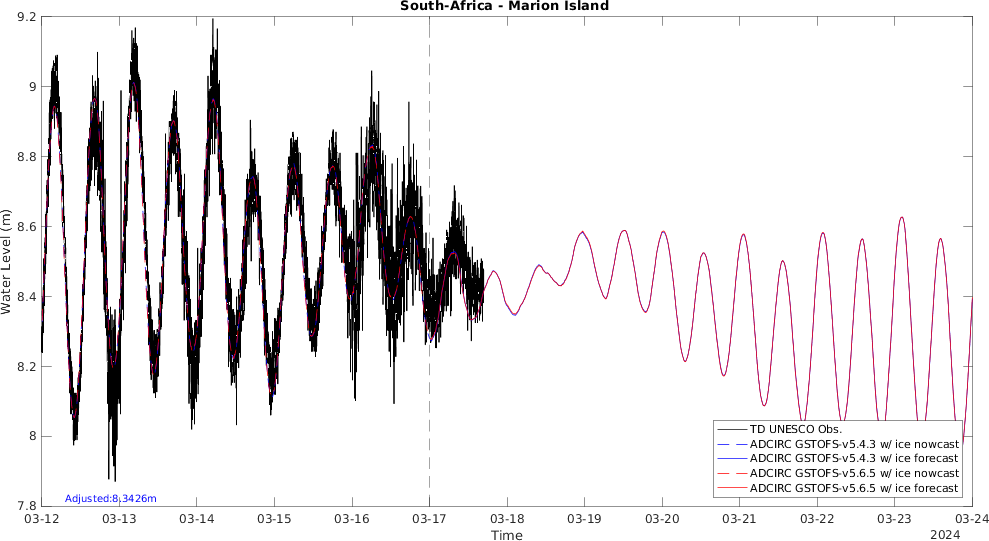 South-Africa - Marion Island
Water Level (m)
9.2
9
8.8
8.6
8.4
8.2
8
7.8
Adjusted:8.3426m
TD UNESCO Obs.
ADCIRC GSTOFS-v5.4.3 w/ ice nowcast
ADCIRC GSTOFS-v5.4.3 w/ ice forecast
ADCIRC GSTOFS-v5.6.5 w/ ice nowcast
ADCIRC GSTOFS-v5.6.5 w/ ice forecast
03-12 03-13 03-14 03-15 03-16 03-17 03-18 03-19 03-20 03-21 03-22 03-23 03-24
Time
2024